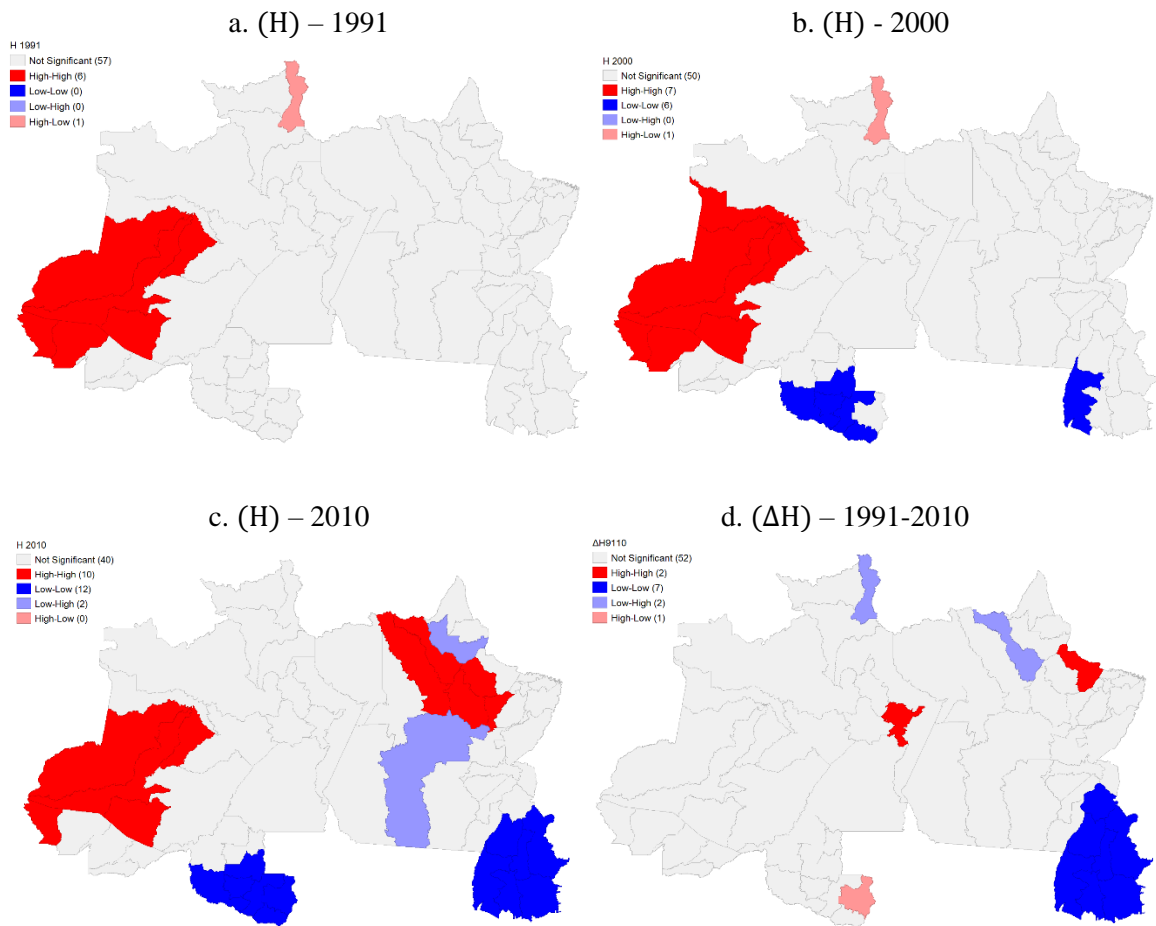 a. (H) – 1991
H 1991
Not Significant (57)
High-High (6)
Low-Low (0)
Low-High (0)
High-Low (1)
b. (H) - 2000
H 2000
Not Significant (50)
High-High (7)
Low-Low (6)
Low-High (0)
High-Low (1)
c. (H) – 2010
H 2010
Not Significant (40)
High-High (10)
Low-Low (12)
Low-High (2)
High-Low (0)
d. (ΔH) – 1991-2010
ΔH9110
Not Significant (52)
High-High (2)
Low-Low (7)
Low-High (2)
High-Low (1)